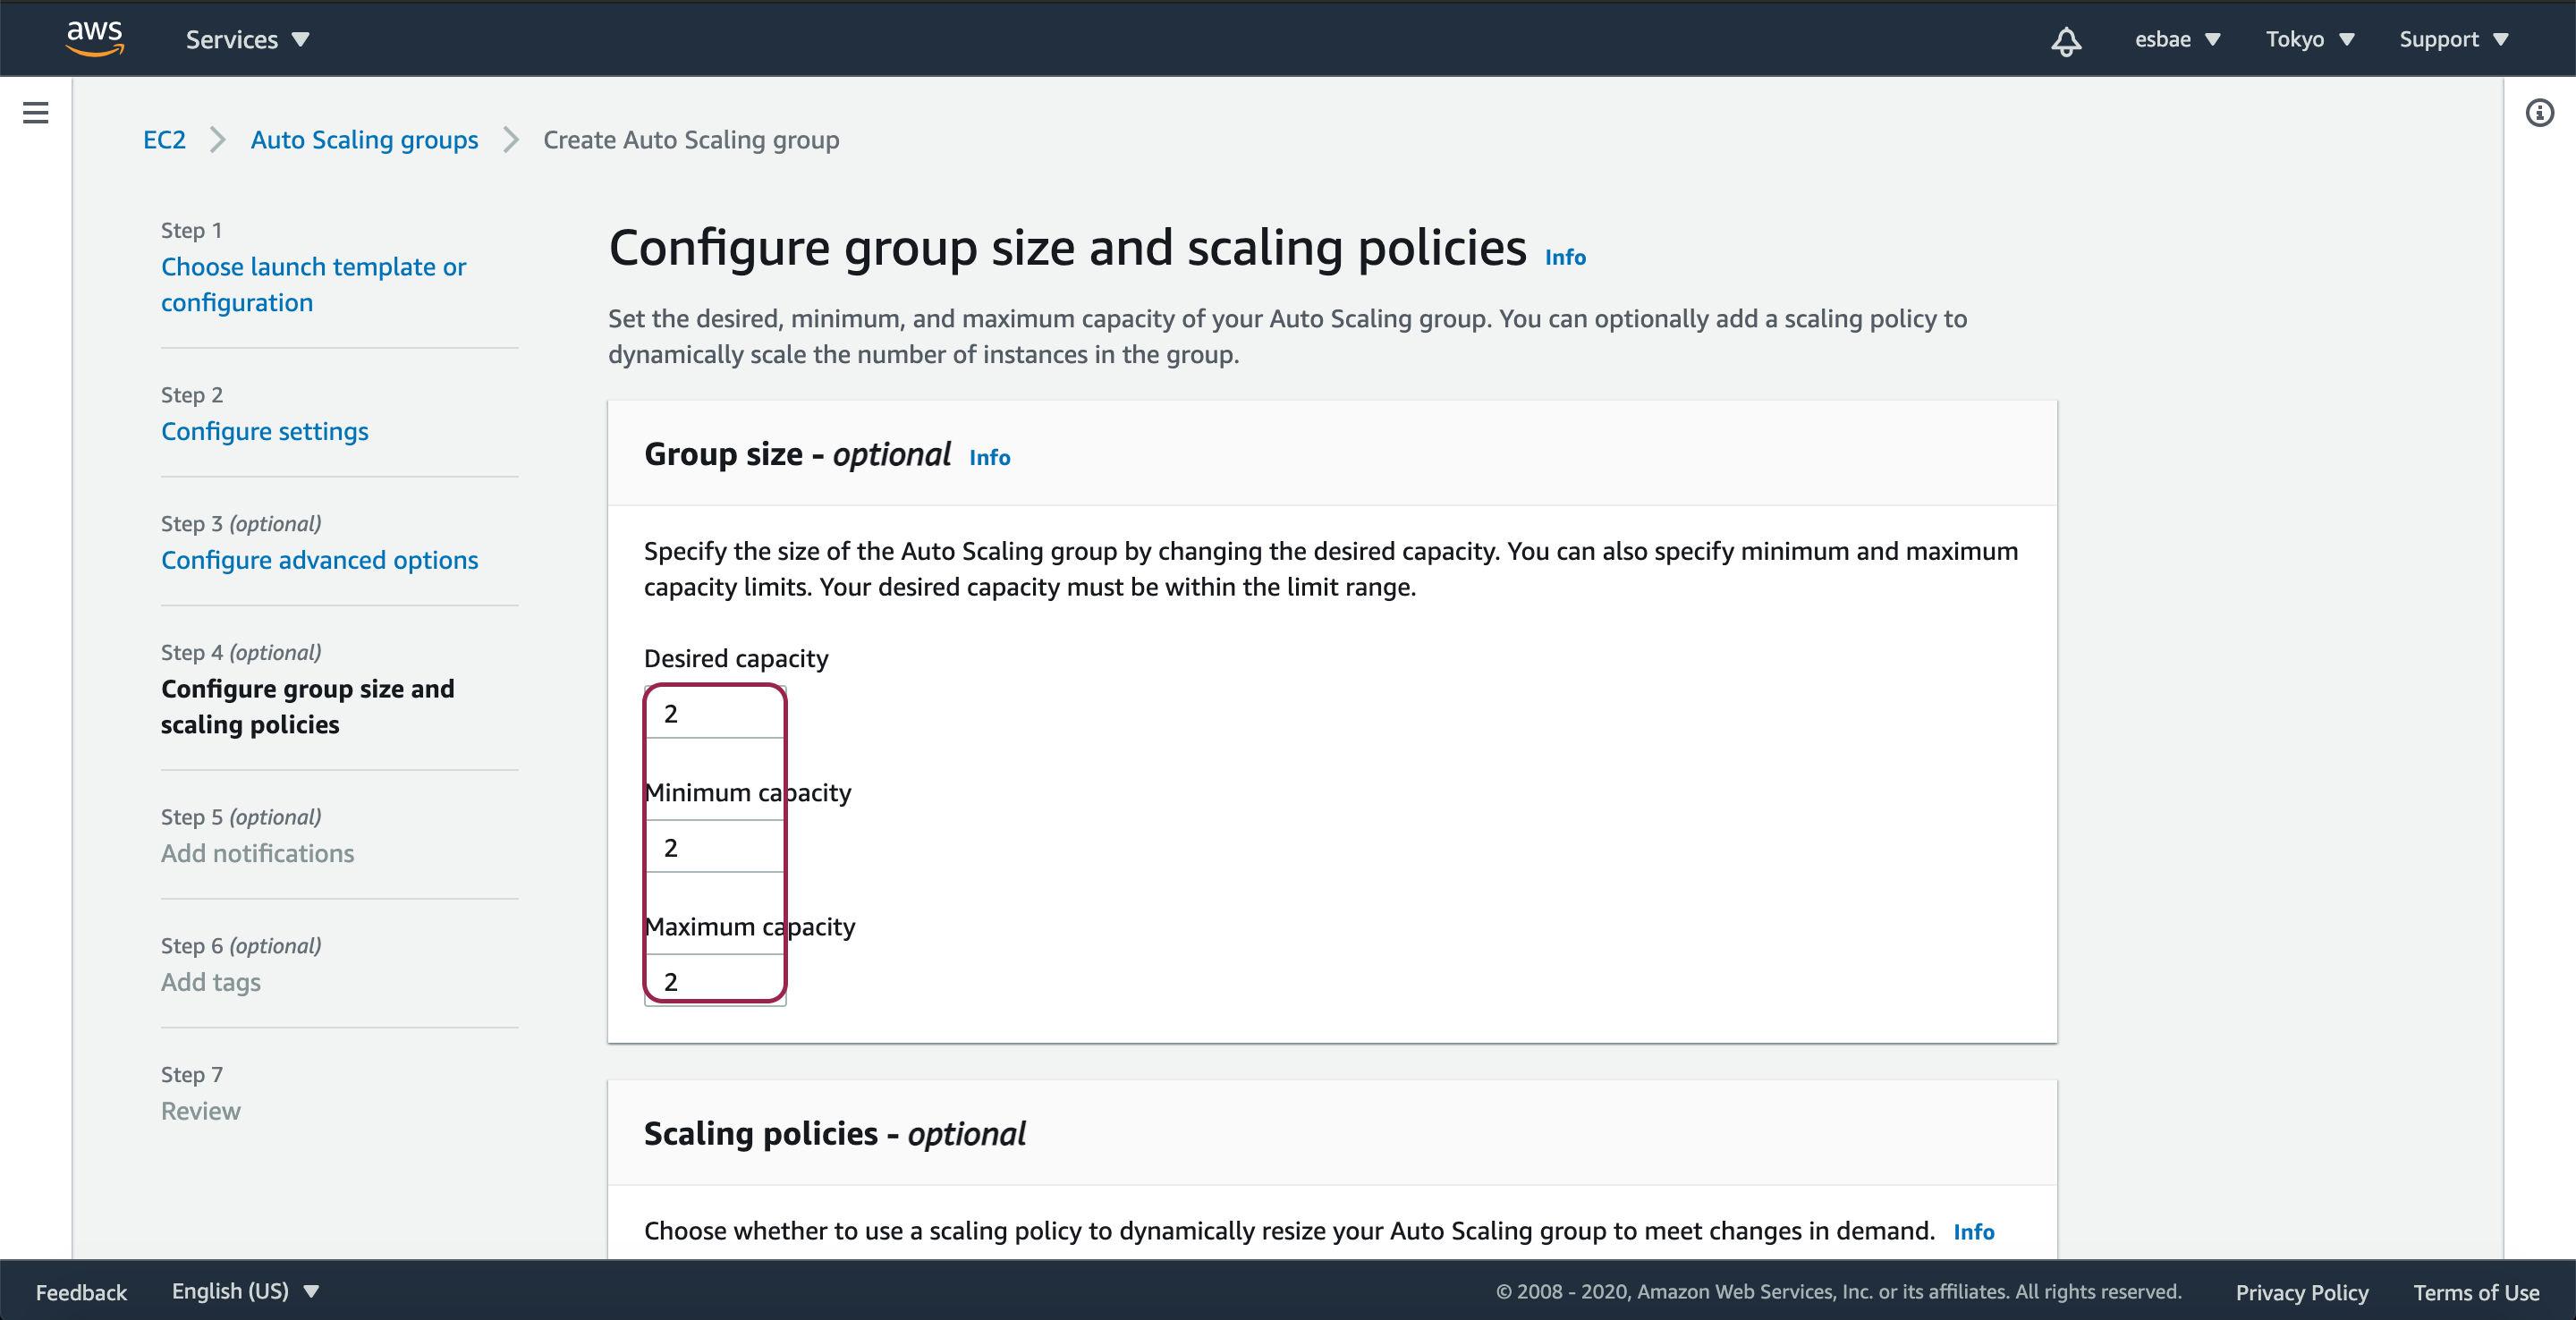 aws
Services
esbae
Tokyo
Support
EC2 Auto Scaling groups Create Auto Scaling group
Step 1
Choose launch template or
configuration
Step 2
Configure settings
Step 3 (optional)
Configure advanced options
Step 4 (optional)
Configure group size and
scaling policies
Step 5 (optional)
Add notifications
Step 6 (optional)
Add tags
Step 7
Review
Configure group size and scaling policies Info
Set the desired, minimum, and maximum capacity of your Auto Scaling group. You can optionally add a scaling policy to
dynamically scale the number of instances in the group.
Group size - optional Info
Specify the size of the Auto Scaling group by changing the desired capacity. You can also specify minimum and maximum
capacity limits. Your desired capacity must be within the limit range.
Desired capacity
2
Minimum capacity
2
Maximum capacity
2
Scaling policies - optional
Choose whether to use a scaling policy to dynamically resize your Auto Scaling group to meet changes in demand. Info
Feedback
English (US)
© 2008 - 2020, Amazon Web Services, Inc. or its affiliates. All rights reserved.
Privacy Policy
Terms of Use